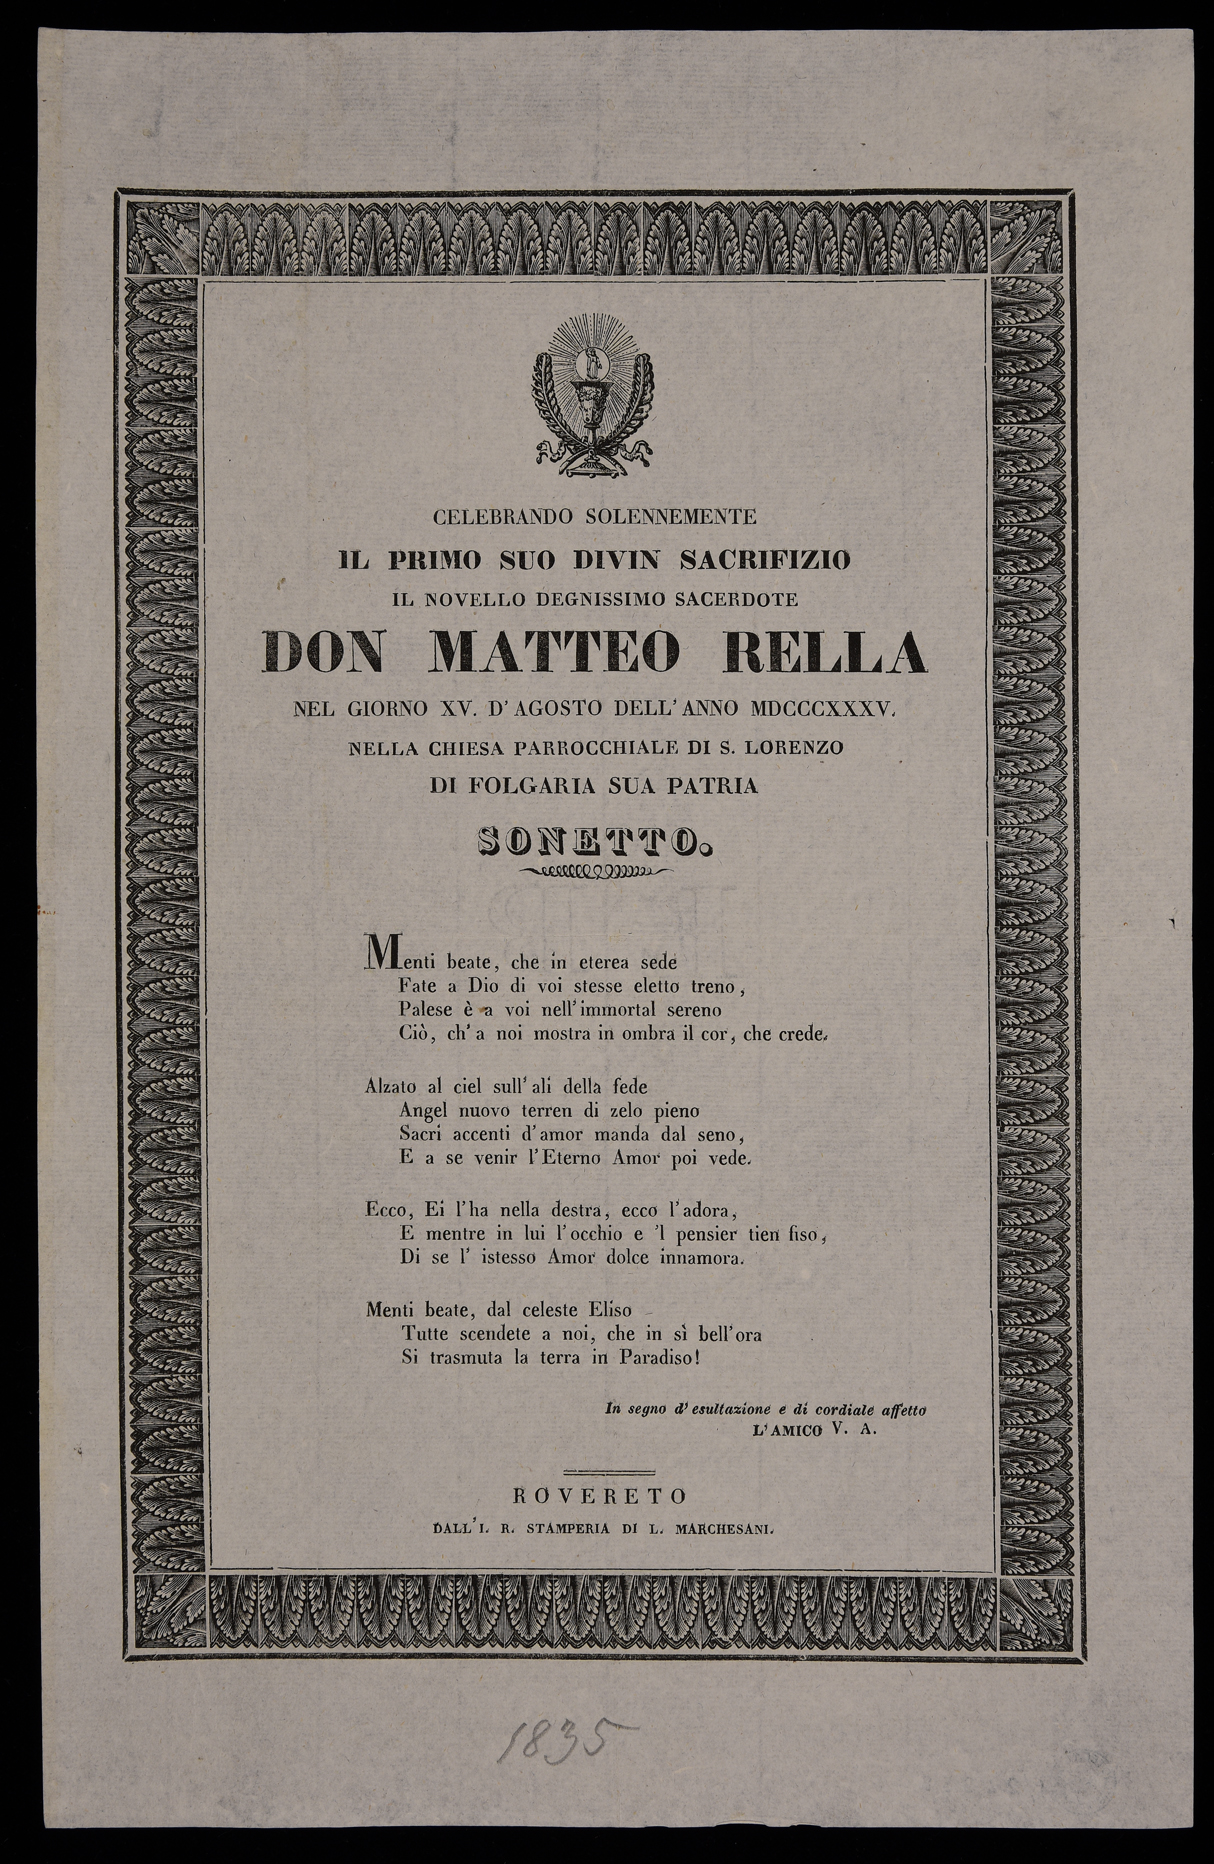 CELEBRANDO SOLENNEMENTE
IL PRIMO SUO DIVIN SACRIFIZIO
IL NOVELLO DEGNISSIMO SACERDOTE
DON MATTEO RELLA
NEL GIORNO XV. D'AGOSTO DELL'ANNO MDCCCXXXV.
NELLA CHIESA PARROCCHIALE DI S. LORENZO
DI FOLGARIA SUA PATRIA
SONETTO.
Menti beate, che in eterea sede
Fate a Dio di voi stesse eletto treno,
Palese è a voi nell'immortal sereno
Ciò, ch'a noi mostra in ombra il cor, che crede.
Alzato al ciel sull'ali della fede
Angel nuovo terren di zelo pieno
Sacri accenti d'amor manda dal seno,
E a se venir l'Eterno Amor poi vede.
Ecco, Ei l'ha nella destra, ecco l'adora,
E mentre in lui l'occhio e 'l pensier tien fiso,
Di se l' istesso Amor dolce innamora.
Menti beate, dal celeste Eliso
Tutte scendete a noi, che in sì bell'ora
Si trasmuta la terra in Paradiso!
In segno d'esultazione e di cordiale affetto
L'AMICO V. A.
ROVERETO
DALL'I. R. STAMPERIA DI L. MARCHESANI.
1835